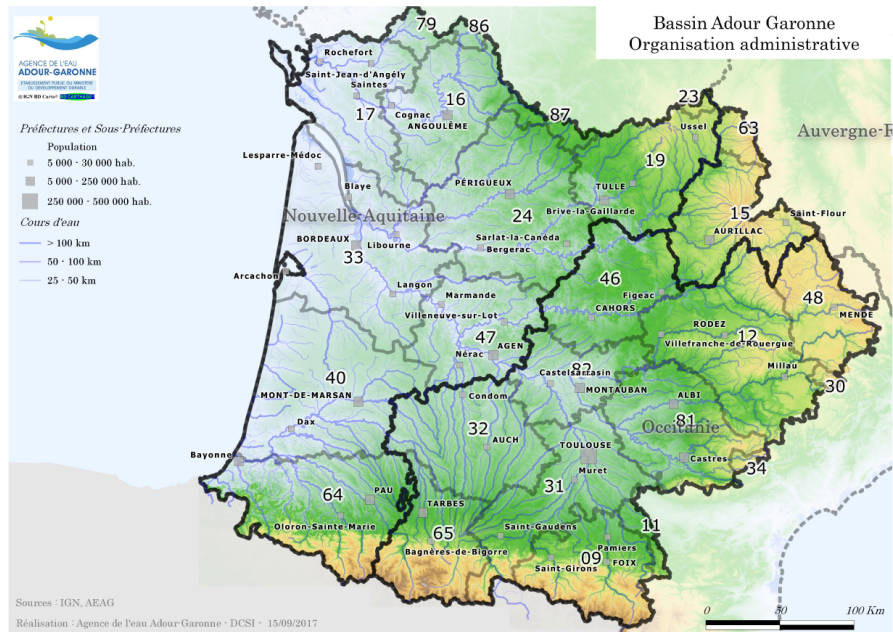 Bassin Adour Garonne
Organisation administrative
AGENCE DE L'EAU
ADOUR-GARONNE
ÉTABLISSEMENT PUBLIC DU MINISTÈRE
DU DÉVELOPPEMENT DURABLE
Préfectures et Sous-Préfectures
Population
5 000 - 30 000 hab.
5 000 - 250 000 hab.
250 000 - 500 000 hab.
Cours d'eau
> 100 km
50 - 100 km
25 - 50 km
79
86
Rochefort
Saint-Jean-d'Angély
Saintes
17
16
Cognac
ANGOULÊME
87
23
63
Ussel
Auvergne-R
19
Lesparre-Médoc
Blaye
PÉRIGUEUX
TULLE
Brive-la-Gaillarde
24
15
Saint-Flour
Nouvelle-Aquitaine
AURILLAC
BORDEAUX
Libourne
Sarlat-la-Canéda
Bergerac
33
Arcachon
46
Langon
Marmande
Figeac
48
Villeneuve-sur-Lot
CAHORS
MENDE
RODEZ
47
12
AGEN
Villefranche-de-Rouergue
Nérac
Millau
82
Castelsarrasin
40
30
MONT-DE-MARSAN
Condom
MONTAUBAN
ALBI
81
Dax
32
AUCH
Occitanie
TOULOUSE
Bayonne
Castres
34
Muret
64
31
PAU
TARBES
Oloron-Sainte-Marie
65
Saint-Gaudens
11
Bagnères-de-Bigorre
Pamiers
09
FOIX
Saint-Girons
Sources : IGN, AEAG
Réalisation : Agence de l'eau Adour-Garonne - DCSI - 15/09/2017
0 50 100 Km